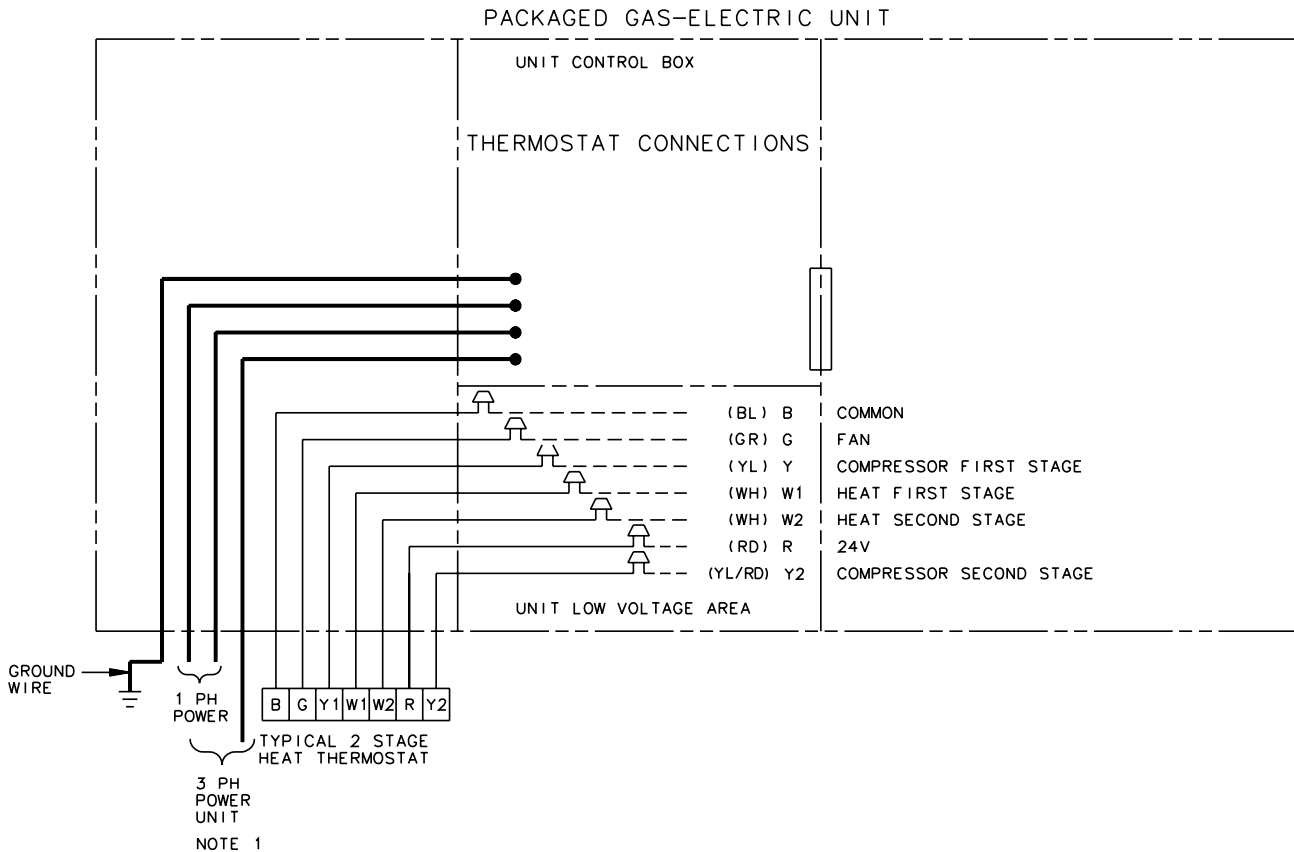 PACKAGED GAS-ELECTRIC UNIT
UNIT CONTROL BOX
THERMOSTAT CONNECTIONS
(BL) B COMMON
(GR) G FAN
(YL) Y COMPRESSOR FIRST STAGE
(WH) W1 HEAT FIRST STAGE
(WH) W2 HEAT SECOND STAGE
(RD) R 24V
(YL/RD) Y2 COMPRESSOR SECOND STAGE
UNIT LOW VOLTAGE AREA
GROUND
WIRE
1 PH
POWER
B G Y1 W1 W2 R Y2
TYPICAL 2 STAGE
HEAT THERMOSTAT
3 PH
POWER
UNIT
NOTE 1